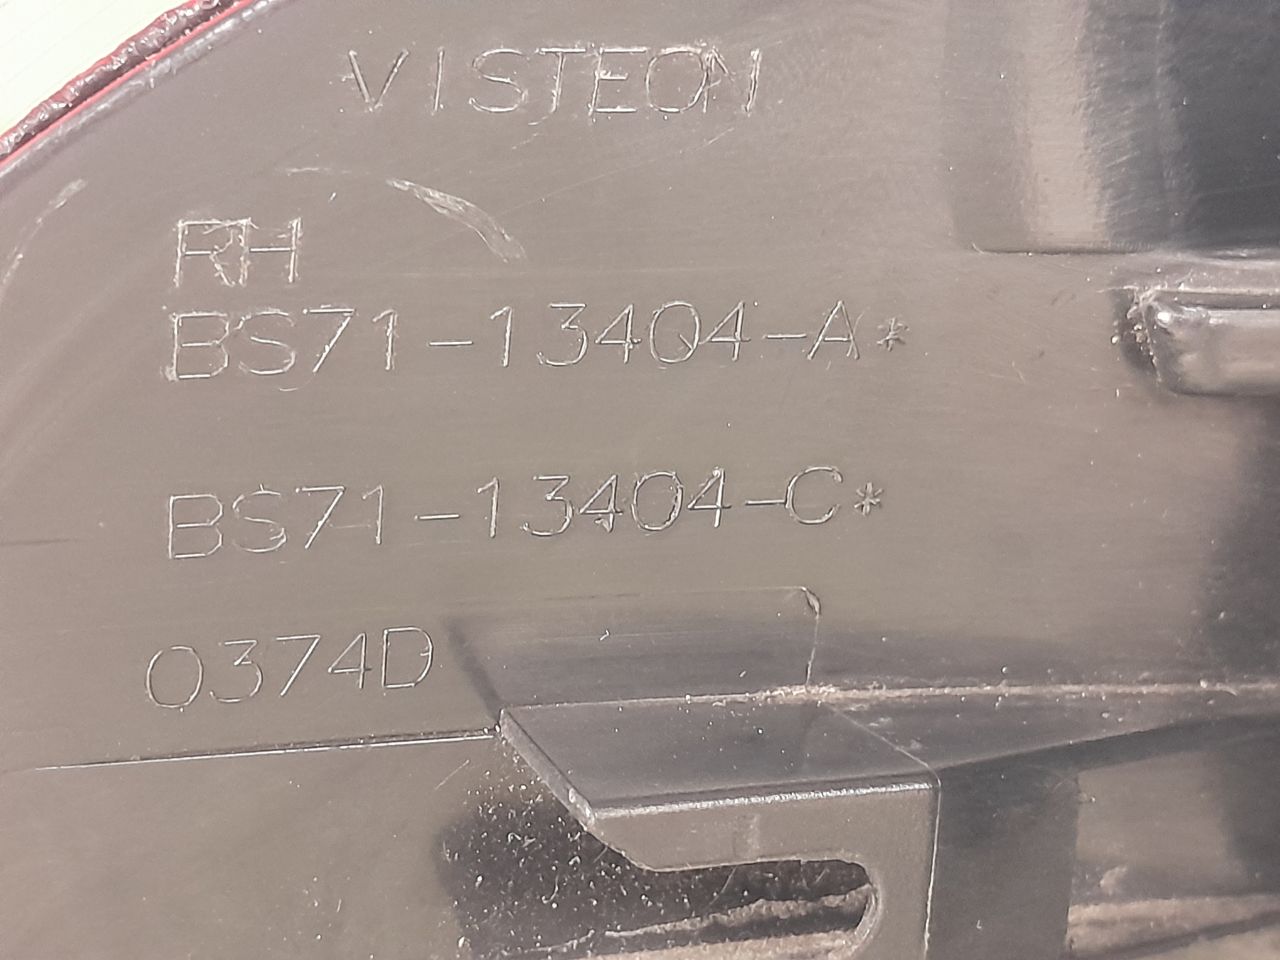 VISTEON
RH
BS71-13404-A*
BS71-13404-C*
0374D